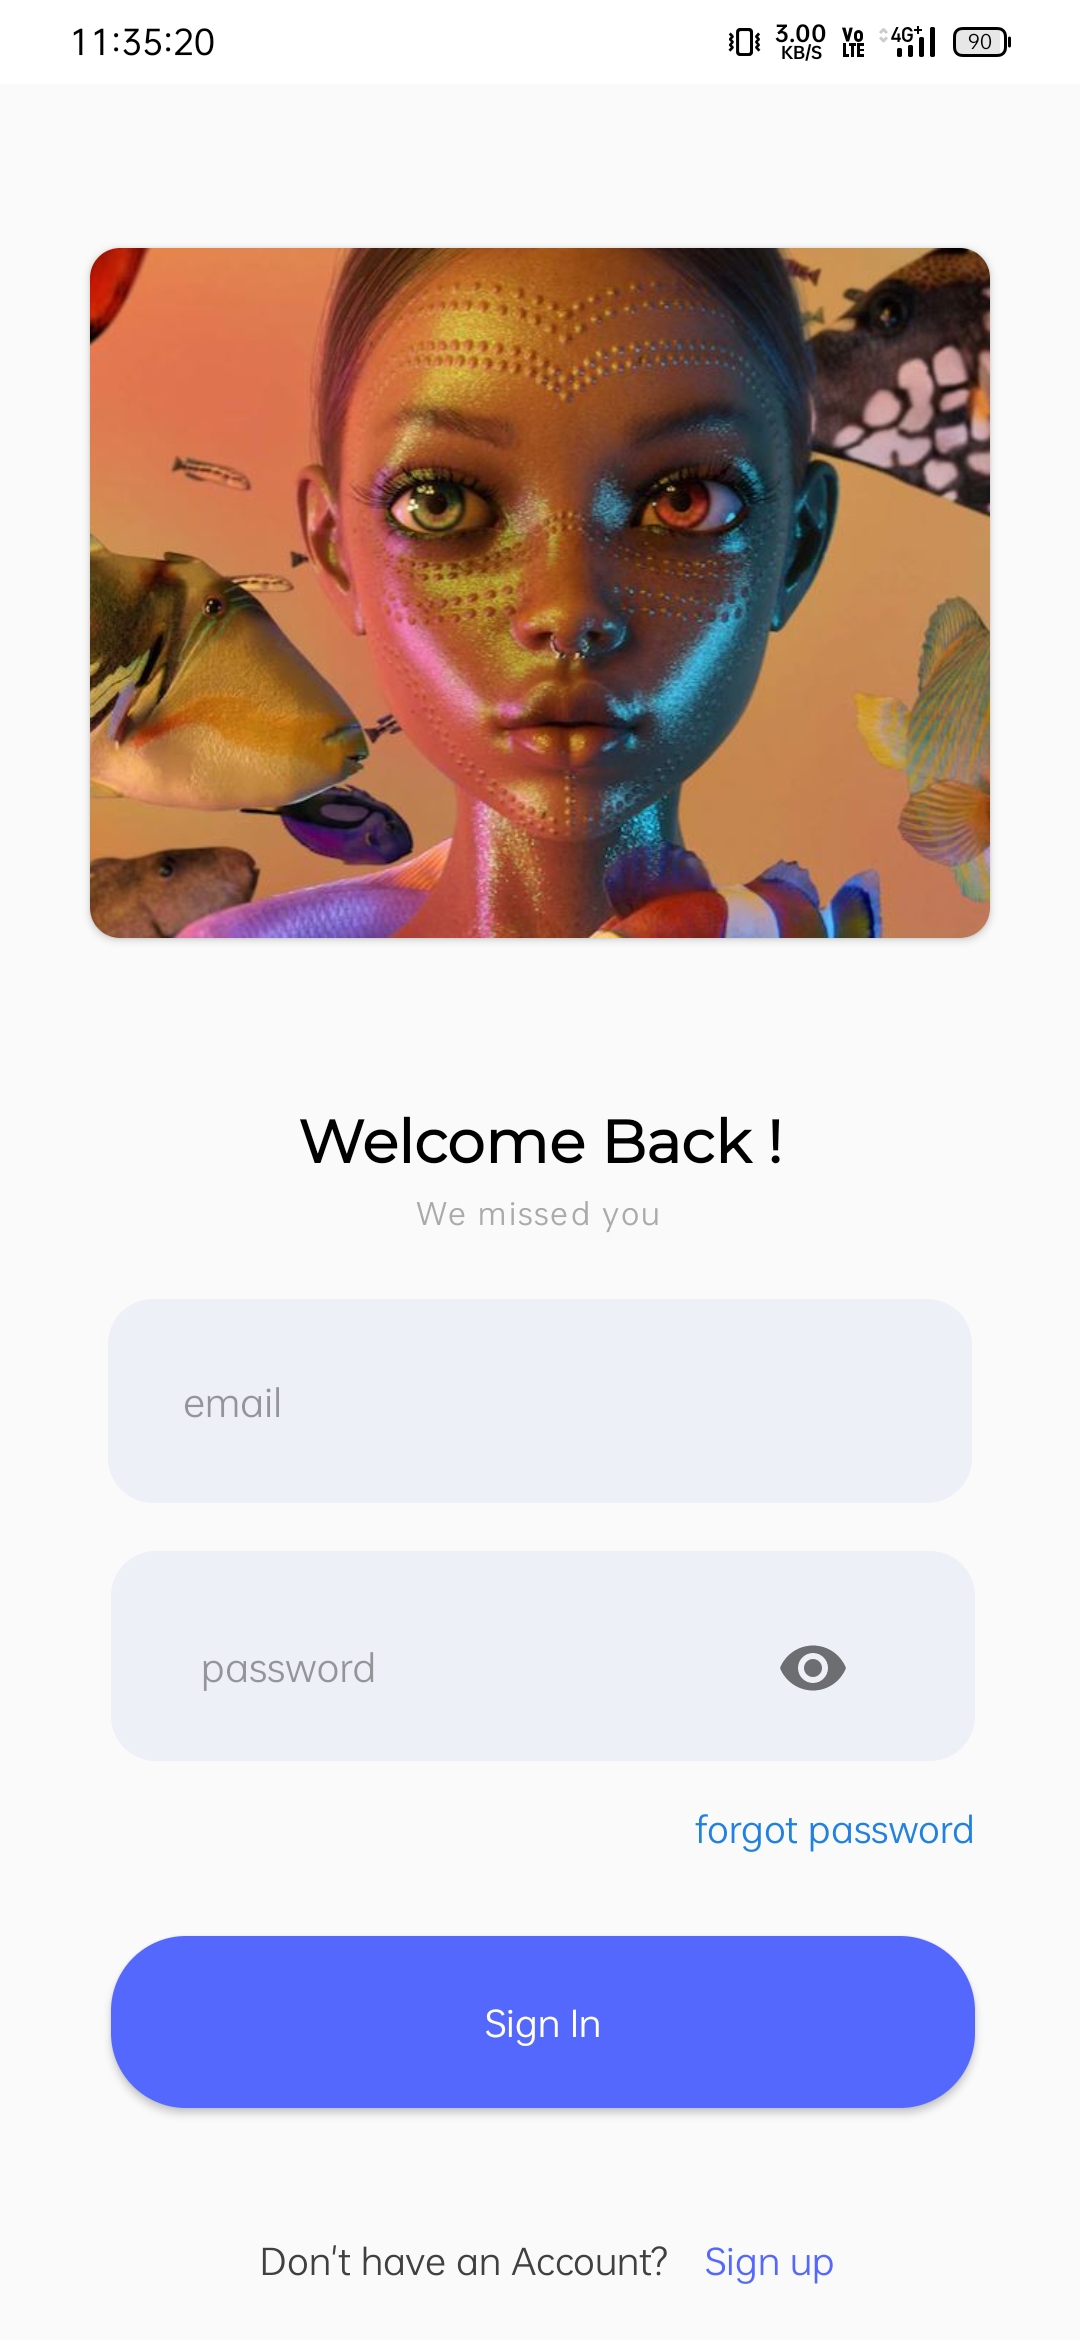 11:35:20 3.00 KB/S Vo LTE 4G+ 90
Welcome Back !
We missed you
email
password
forgot password
Sign In
Don't have an Account? Sign up